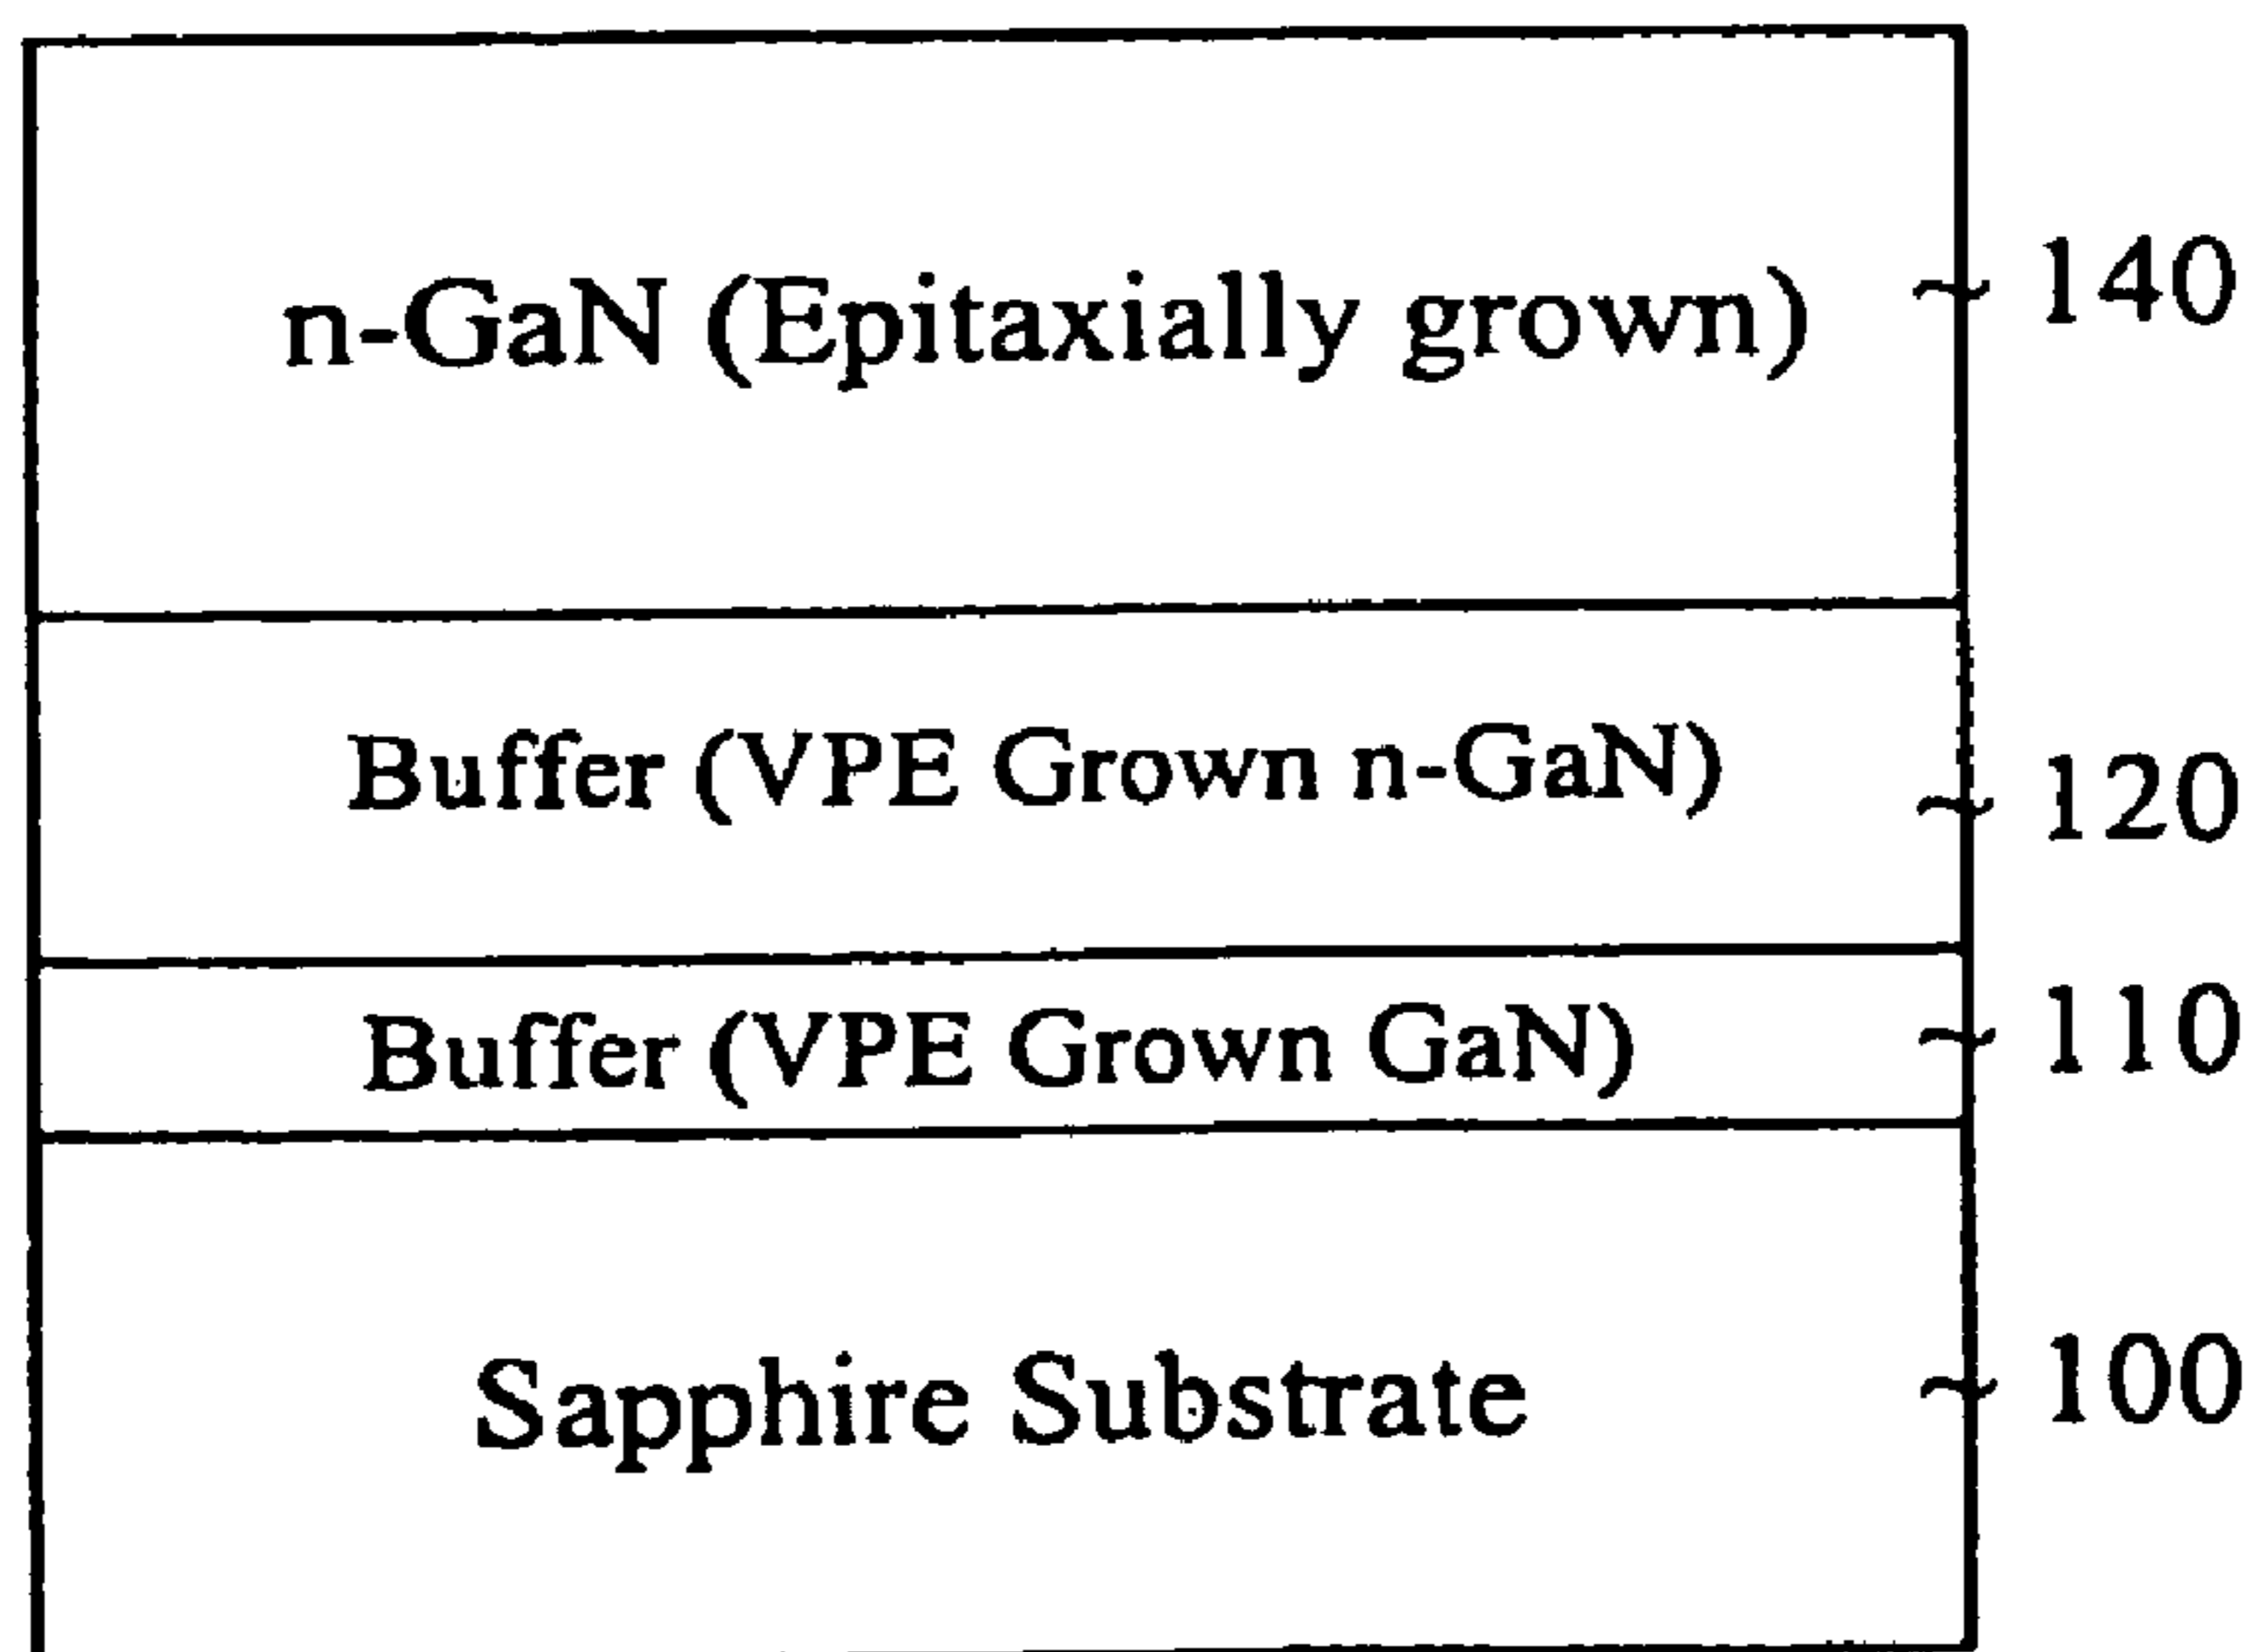 n-GaN (Epitaxially grown) 140
Buffer (VPE Grown n-GaN) 120
Buffer (VPE Grown GaN) 110
Sapphire Substrate 100